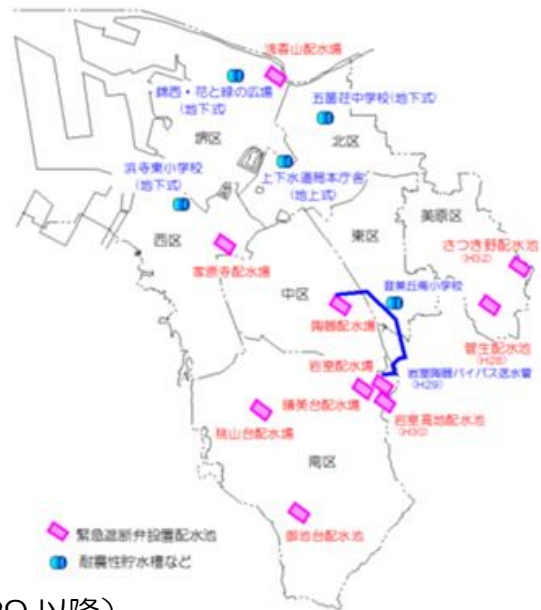 浅香山配水場
錦西・花と緑の広場
(地下式)
五箇荘中学校(地下式)
堺区
北区
浜寺東小学校
(地下式)
上下水道局本庁舎
(地上式)
美原区
西区
東区
さつき野配水池
(H32)
家原寺配水場
中区
登美丘南小学校
陶器配水場
菅生配水池
(H28)
岩室配水場
岩室陶器バイパス送水管
(H29)
晴美台配水場
岩室高地配水池
(H30)
桃山台配水場
南区
御池台配水池
緊急遮断弁設置配水池
耐震性貯水槽など
以降)